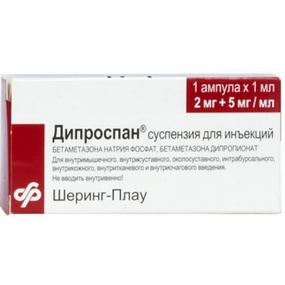 1 ампула x 1 мл
2 мг + 5 мг/мл
Дипроспан® суспензия для инъекций
БЕТАМЕТАЗОНА НАТРИЯ ФОСФАТ, БЕТАМЕТАЗОНА ДИПРОПИОНАТ
Для внутримышечного, внутрисуставного, околосуставного, интрабурсального,
внутрикожного, внутритканевого и внутриочагового введения.
Не вводить внутривенно!
Шеринг-Плау